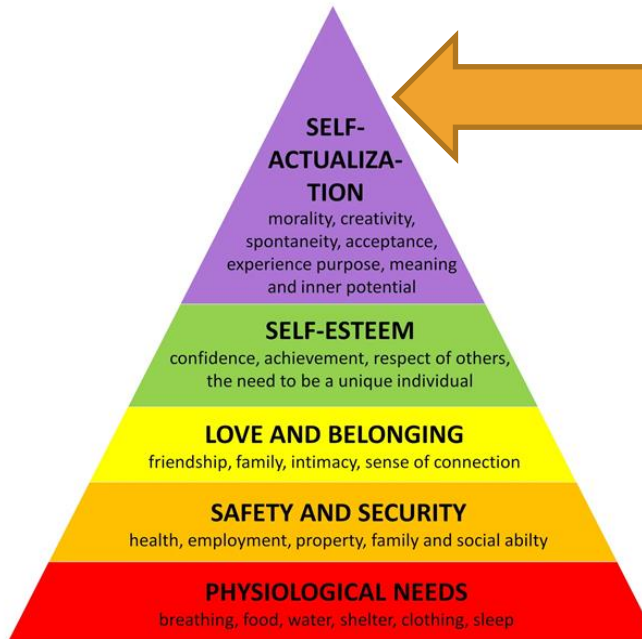 SELF-
ACTUALIZA-
TION
morality, creativity,
spontaneity, acceptance,
experience purpose, meaning
and inner potential
SELF-ESTEEM
confidence, achievement, respect of others,
the need to be a unique individual
LOVE AND BELONGING
friendship, family, intimacy, sense of connection
SAFETY AND SECURITY
health, employment, property, family and social abilty
PHYSIOLOGICAL NEEDS
breathing, food, water, shelter, clothing, sleep